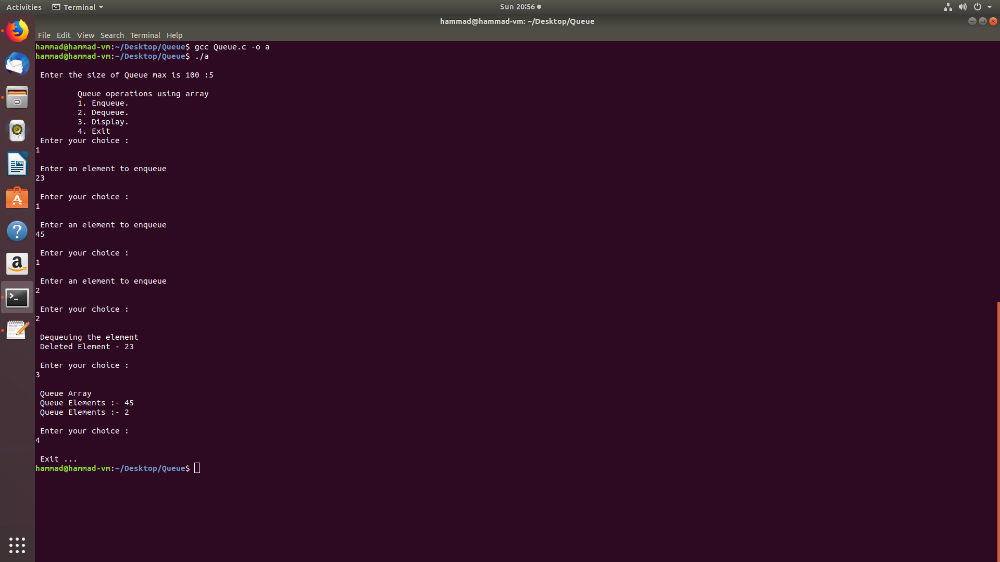 Activities Terminal Sun 20:56
hammad@hammad-vm: ~/Desktop/Queue
File Edit View Search Terminal Help
hammad@hammad-vm:~/Desktop/Queue$ gcc Queue.c -o a
hammad@hammad-vm:~/Desktop/Queue$ ./a
Enter the size of Queue max is 100 :5
Queue operations using array
1. Enqueue.
2. Dequeue.
3. Display.
4. Exit
Enter your choice :
1
Enter an element to enqueue
23
Enter your choice :
1
Enter an element to enqueue
45
Enter your choice :
1
Enter an element to enqueue
2
Enter your choice :
2
Dequeuing the element
Deleted Element - 23
Enter your choice :
3
Queue Array
Queue Elements :- 45
Queue Elements :- 2
Enter your choice :
4
Exit ...
hammad@hammad-vm:~/Desktop/Queue$